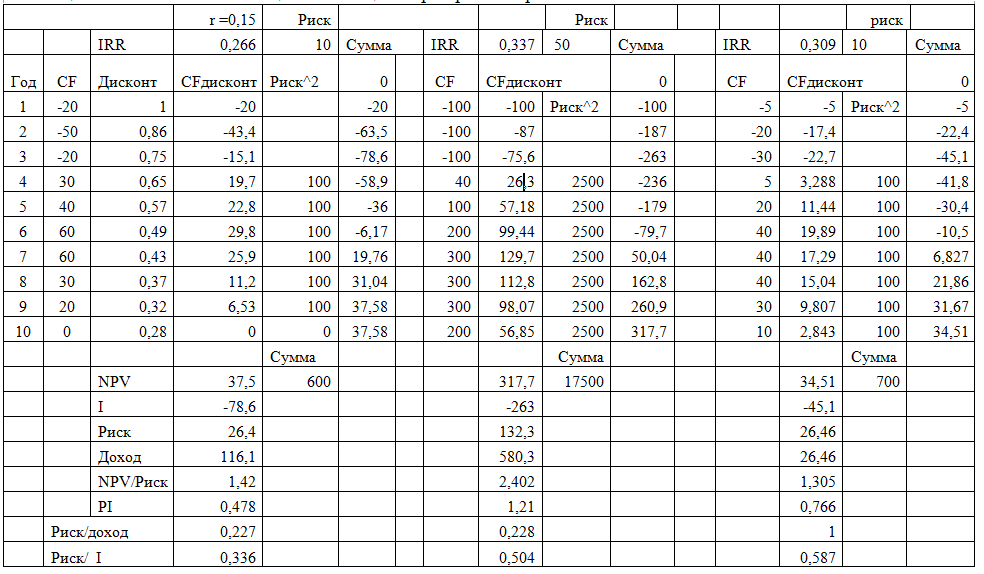 r =0,15 Риск Риск риск
IRR 0,266 10 Сумма IRR 0,337 50 Сумма IRR 0,309 10 Сумма
Год CF Дисконт CFдисконт Риск^2 0 CF CFдисконт 0 CF CFдисконт 0
1 -20 1 -20 -20 -100 -100 Риск^2 -100 -5 -5 Риск^2 -5
2 -50 0,86 -43,4 -63,5 -100 -87 -187 -20 -17,4 -22,4
3 -20 0,75 -15,1 -78,6 -100 -75,6 -263 -30 -22,7 -45,1
4 30 0,65 19,7 100 -58,9 40 26,3 2500 -236 5 3,288 100 -41,8
5 40 0,57 22,8 100 -36 100 57,18 2500 -179 20 11,44 100 -30,4
6 60 0,49 29,8 100 -6,17 200 99,44 2500 -79,7 40 19,89 100 -10,5
7 60 0,43 25,9 100 19,76 300 129,7 2500 50,04 40 17,29 100 6,827
8 30 0,37 11,2 100 31,04 300 112,8 2500 162,8 40 15,04 100 21,86
9 20 0,32 6,53 100 37,58 300 98,07 2500 260,9 30 9,807 100 31,67
10 0 0,28 0 0 37,58 200 56,85 2500 317,7 10 2,843 100 34,51
Сумма Сумма Сумма
NPV 37,5 600 317,7 17500 34,51 700
I -78,6 -263 -45,1
Риск 26,4 132,3 26,46
Доход 116,1 580,3 26,46
NPV/Риск 1,42 2,402 1,305
PI 0,478 1,21 0,766
Риск/доход 0,227 0,228 1
Риск/ I 0,336 0,504 0,587